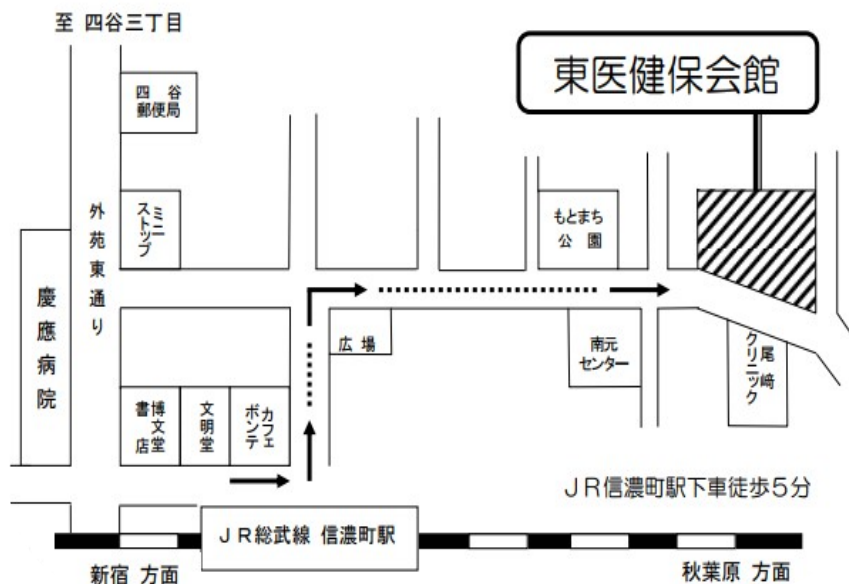 至 四谷三丁目
東医健保会館
四 谷
郵便局
外苑東通り
ミニ
ストップ
もとまち
公 園
慶應病院
広 場
南元
センター
尾﨑
クリニック
博文堂
書店
文明堂
カフェ
ボンテ
JR信濃町駅下車徒歩5分
JR総武線 信濃町駅
新宿 方面
秋葉原 方面